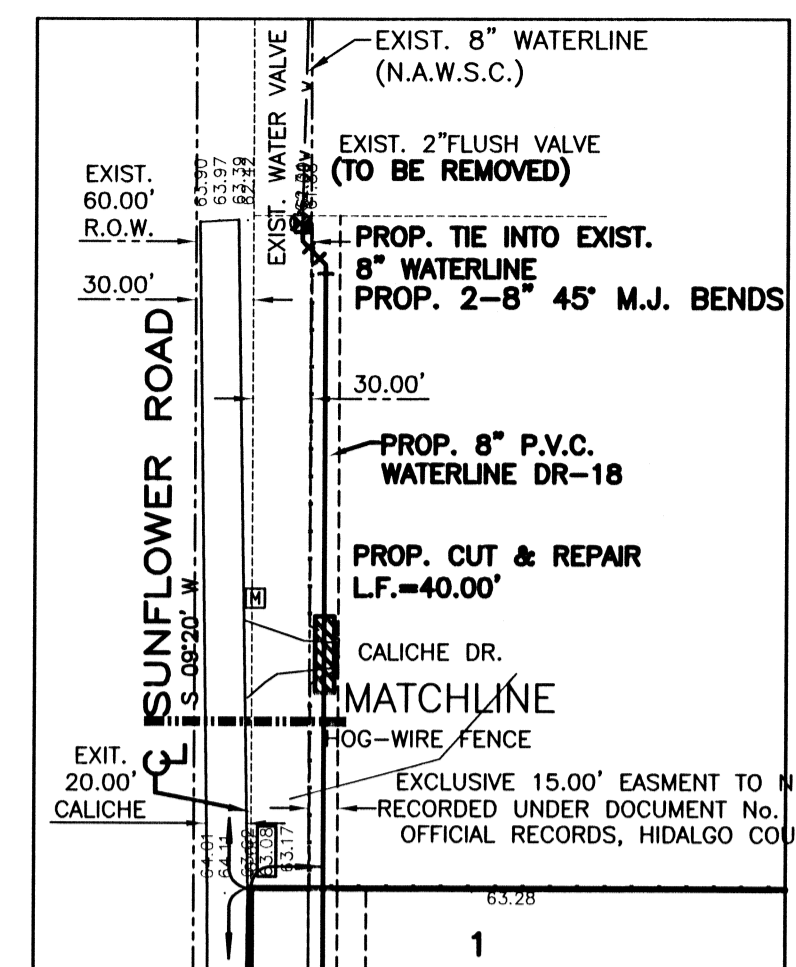 EXIST. 8" WATERLINE
(N.A.W.S.C.)
EXIST. WATER VALVE
EXIST. 2"FLUSH VALVE
(TO BE REMOVED)
EXIST.
60.00'
R.O.W.
63.90
63.97
63.39
PROP. TIE INTO EXIST.
8" WATERLINE
PROP. 2-8" 45° M.J. BENDS
30.00'
30.00'
SUNFLOWER ROAD
S 09°20' W
PROP. 8" P.V.C.
WATERLINE DR-18
PROP. CUT & REPAIR
L.F.=40.00'
M
CALICHE DR.
MATCHLINE
HOG-WIRE FENCE
EXIT.
20.00'
CALICHE
EXCLUSIVE 15.00' EASMENT TO N
RECORDED UNDER DOCUMENT No.
OFFICIAL RECORDS, HIDALGO COU
64.01
64.11
63.08
63.17
63.28
1